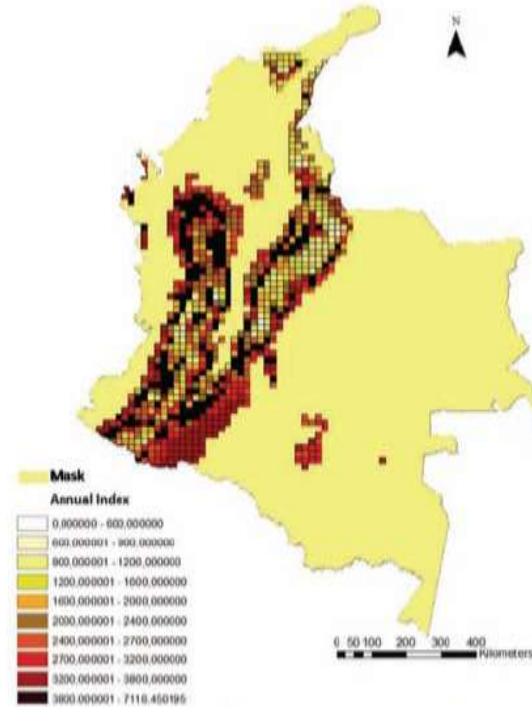 N
Mask
Annual Index
0,000000 - 600,000000
600,000001 - 900,000000
900,000001 - 1200,000000
1200,000001 - 1600,000000
1600,000001 - 2000,000000
2000,000001 - 2400,000000
2400,000001 - 2700,000000
2700,000001 - 3200,000000
3200,000001 - 3800,000000
3800,000001 - 7116,450195
0 50 100 200 300 400
Kilometers